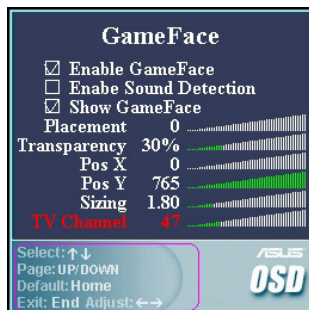 GameFace
Enable GameFace
Enabe Sound Detection
Show GameFace
Placement 0
Transparency 30%
Pos X 0
Pos Y 765
Sizing 1.80
TV Channel 47
Select:↑↓
Page: UP/DOWN
Default: Home
Exit: End Adjust:←→
ASUS
OSD